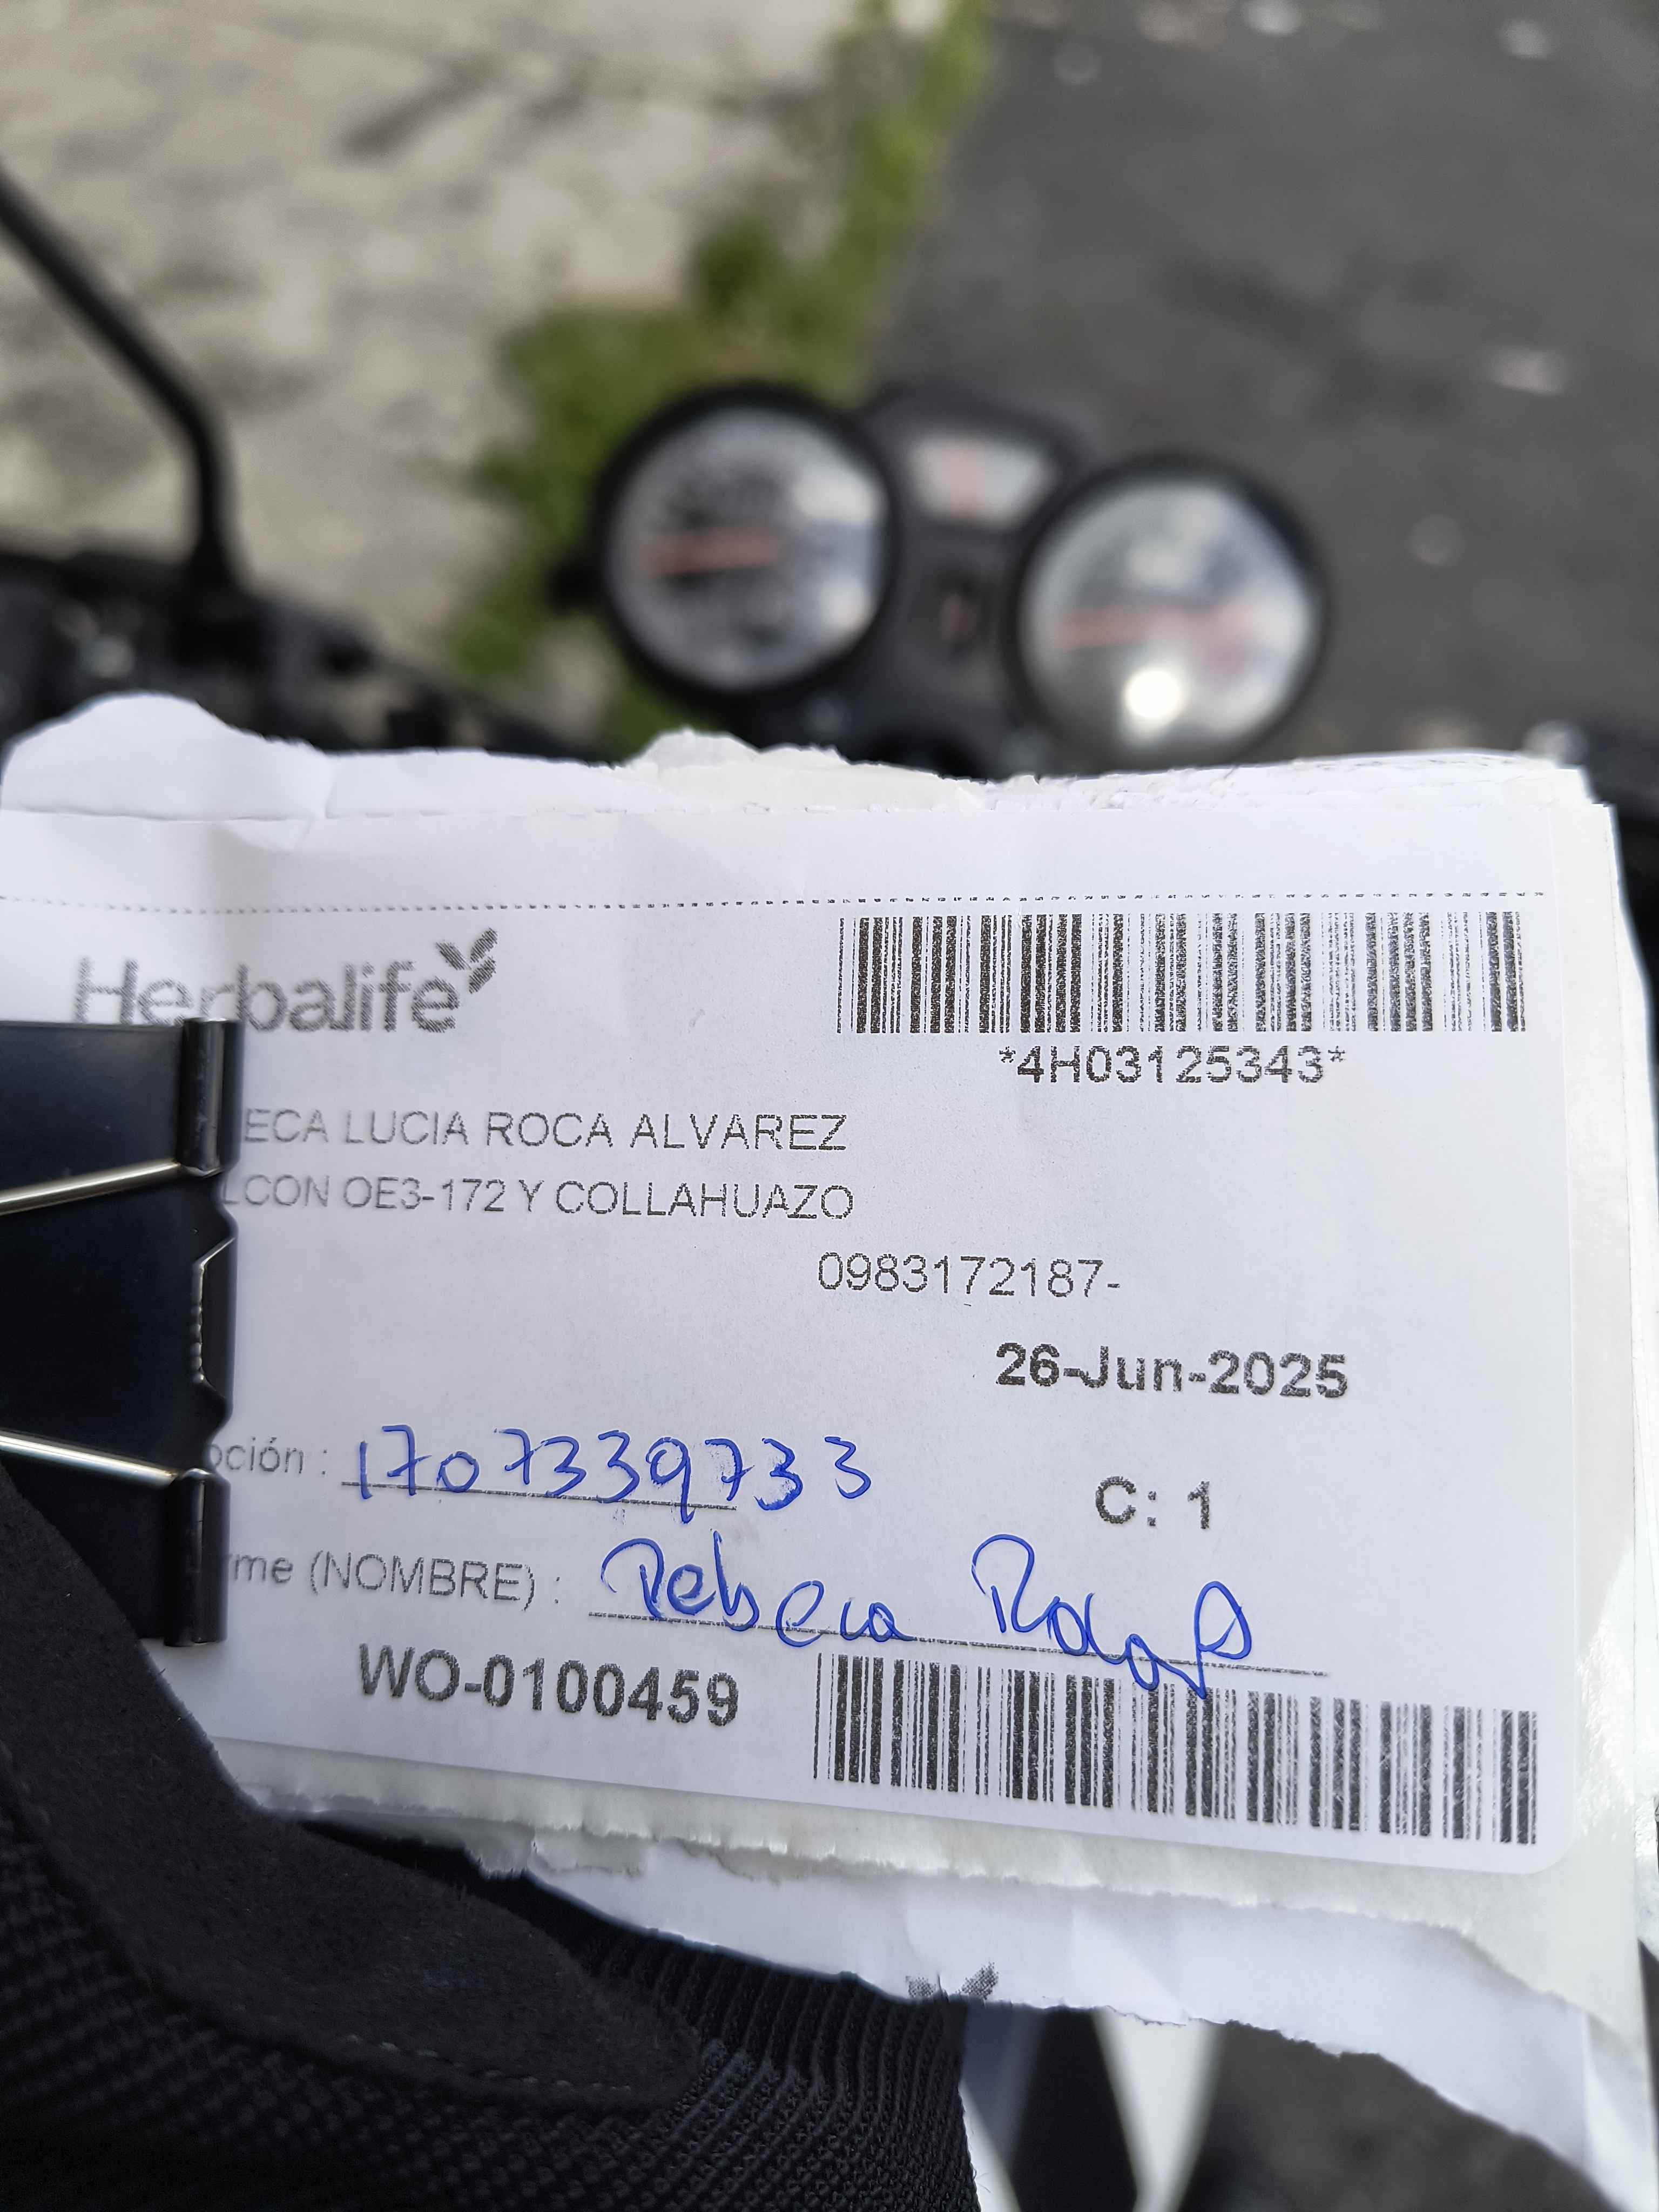 Herbalife
*4H03125343*
ECA LUCIA ROCA ALVAREZ
LCON OE3-172 Y COLLAHUAZO
0983172187-
26-Jun-2025
pción : 1707339733
C: 1
rme (NOMBRE) : Rebeca Roca
WO-0100459